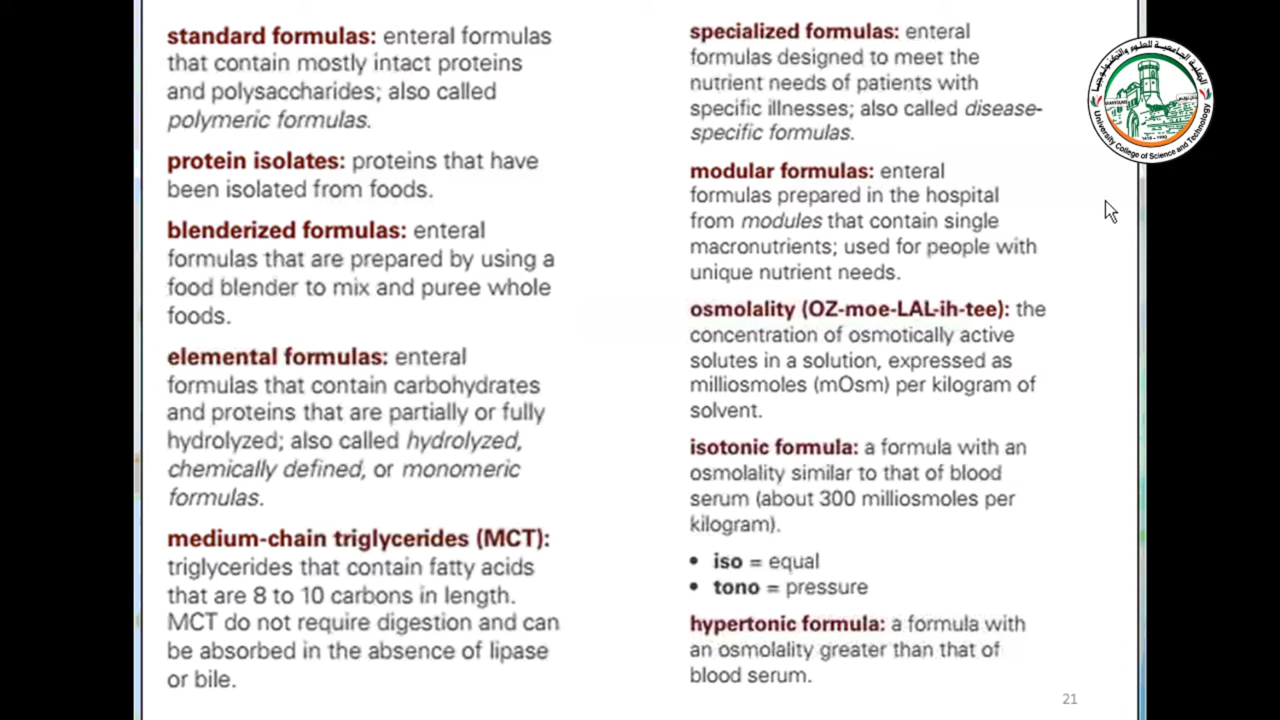 standard formulas: enteral formulas
that contain mostly intact proteins
and polysaccharides; also called
polymeric formulas.
protein isolates: proteins that have
been isolated from foods.
blenderized formulas: enteral
formulas that are prepared by using a
food blender to mix and puree whole
foods.
elemental formulas: enteral
formulas that contain carbohydrates
and proteins that are partially or fully
hydrolyzed; also called hydrolyzed,
chemically defined, or monomeric
formulas.
medium-chain triglycerides (MCT):
triglycerides that contain fatty acids
that are 8 to 10 carbons in length.
MCT do not require digestion and can
be absorbed in the absence of lipase
or bile.
specialized formulas: enteral
formulas designed to meet the
nutrient needs of patients with
specific illnesses; also called disease-
specific formulas.
modular formulas: enteral
formulas prepared in the hospital
from modules that contain single
macronutrients; used for people with
unique nutrient needs.
osmolality (OZ-moe-LAL-ih-tee): the
concentration of osmotically active
solutes in a solution, expressed as
milliosmoles (mOsm) per kilogram of
solvent.
isotonic formula: a formula with an
osmolality similar to that of blood
serum (about 300 milliosmoles per
kilogram).
• iso = equal
• tono = pressure
hypertonic formula: a formula with
an osmolality greater than that of
blood serum.
21
الكلية الجامعية للعلوم والتكنولوجيا
University College of Science and Technology